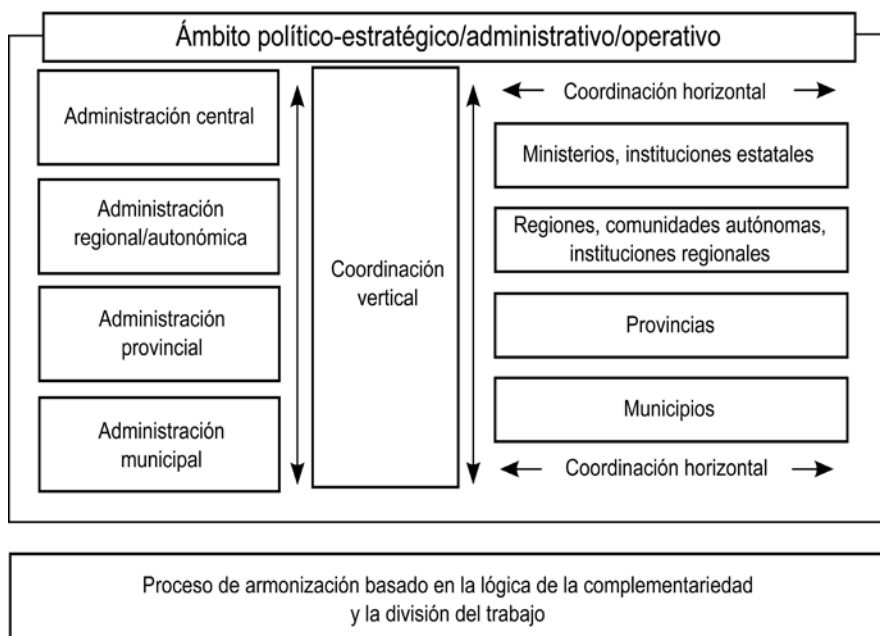 Ámbito político-estratégico/administrativo/operativo
Administración central
Administración
regional/autonómica
Administración
provincial
Administración
municipal
Coordinación
vertical
Coordinación horizontal
Ministerios, instituciones estatales
Regiones, comunidades autónomas,
instituciones regionales
Provincias
Municipios
Coordinación horizontal
Proceso de armonización basado en la lógica de la complementariedad
y la división del trabajo